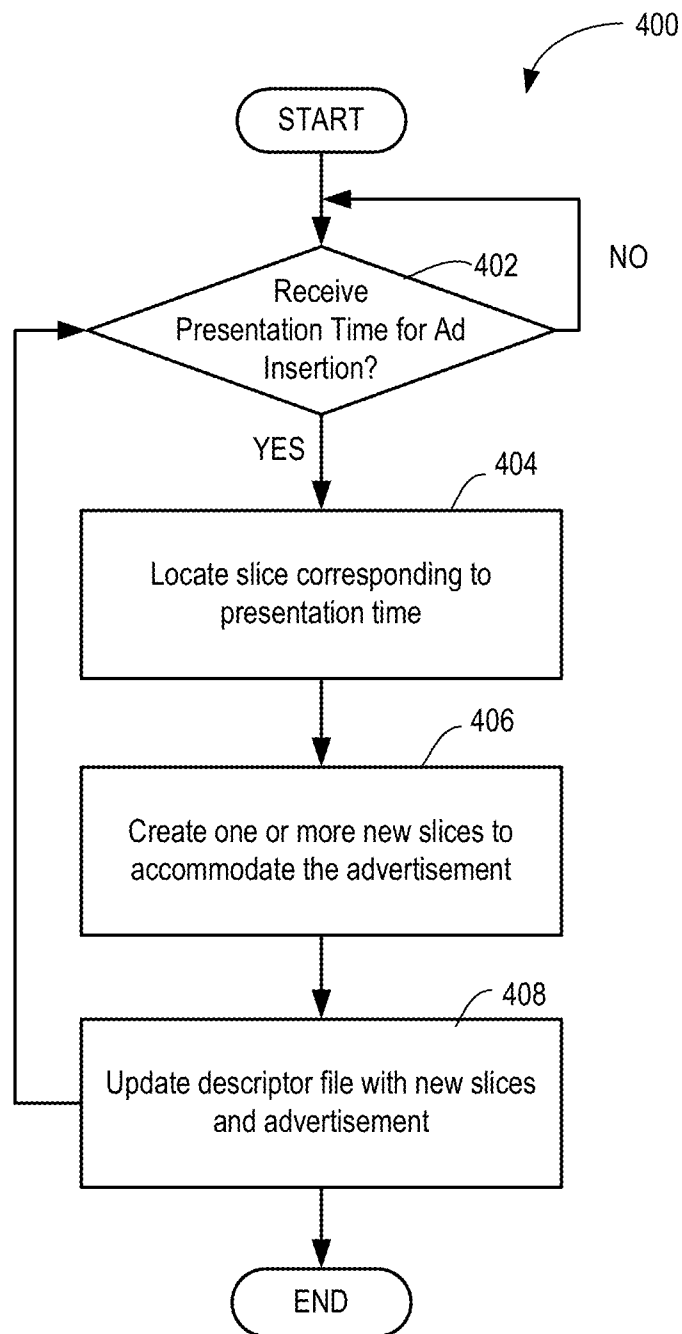 400
START
402
NO
Receive
Presentation Time for Ad
Insertion?
YES
404
Locate slice corresponding to
presentation time
406
Create one or more new slices to
accommodate the advertisement
408
Update descriptor file with new slices
and advertisement
END